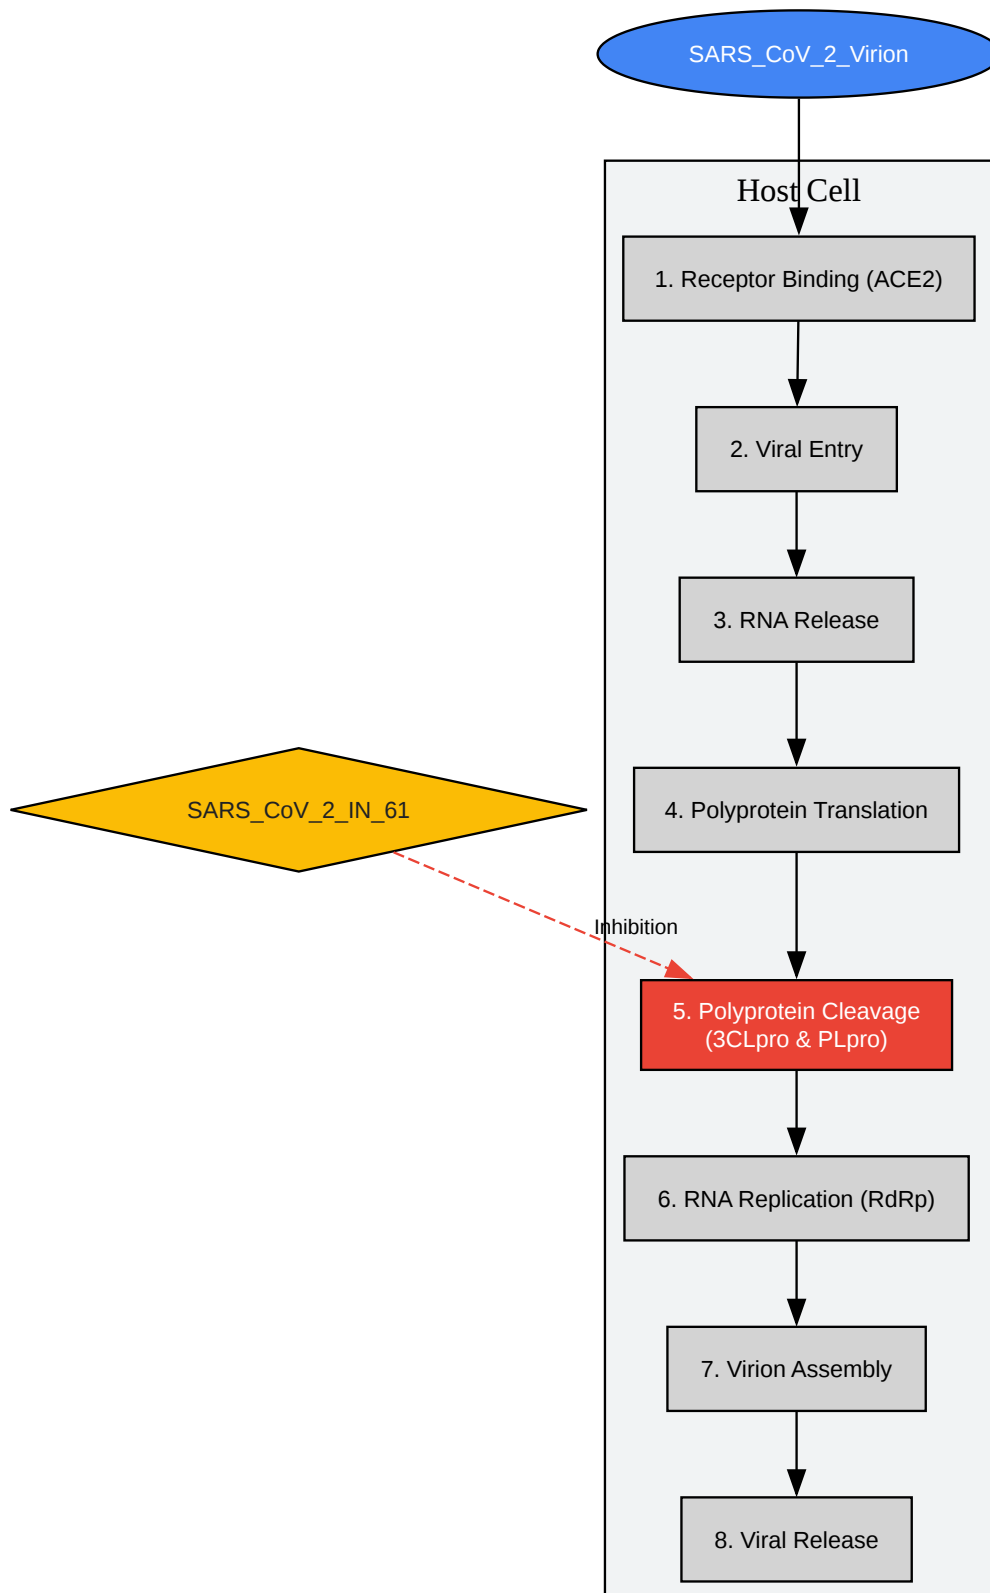 SARS_CoV_2_Virion
Host Cell
1. Receptor Binding (ACE2)
2. Viral Entry
3. RNA Release
4. Polyprotein Translation
SARS_CoV_2_IN_61
Inhibition
5. Polyprotein Cleavage
(3CLpro & PLpro)
6. RNA Replication (RdRp)
7. Virion Assembly
8. Viral Release